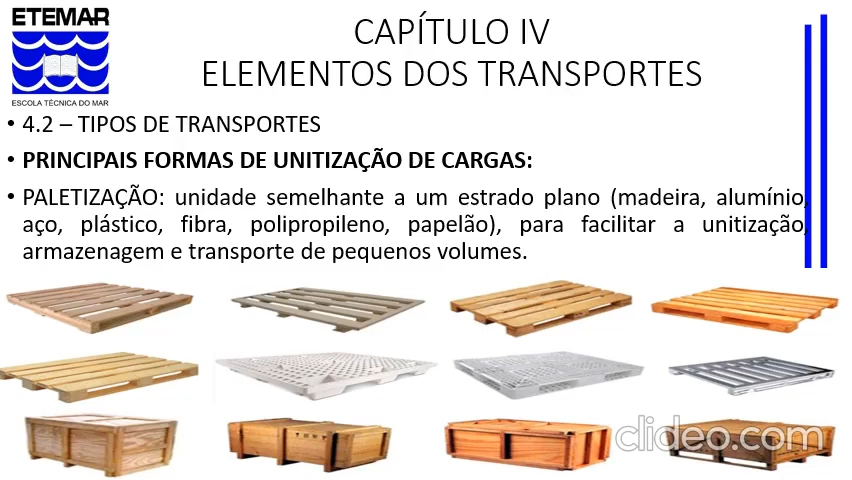 ETEMAR
ESCOLA TÉCNICA DO MAR
CAPÍTULO IV
ELEMENTOS DOS TRANSPORTES
• 4.2 – TIPOS DE TRANSPORTES
• PRINCIPAIS FORMAS DE UNITIZAÇÃO DE CARGAS:
• PALETIZAÇÃO: unidade semelhante a um estrado plano (madeira, alumínio,
aço, plástico, fibra, polipropileno, papelão), para facilitar a unitização,
armazenagem e transporte de pequenos volumes.
clideo.com